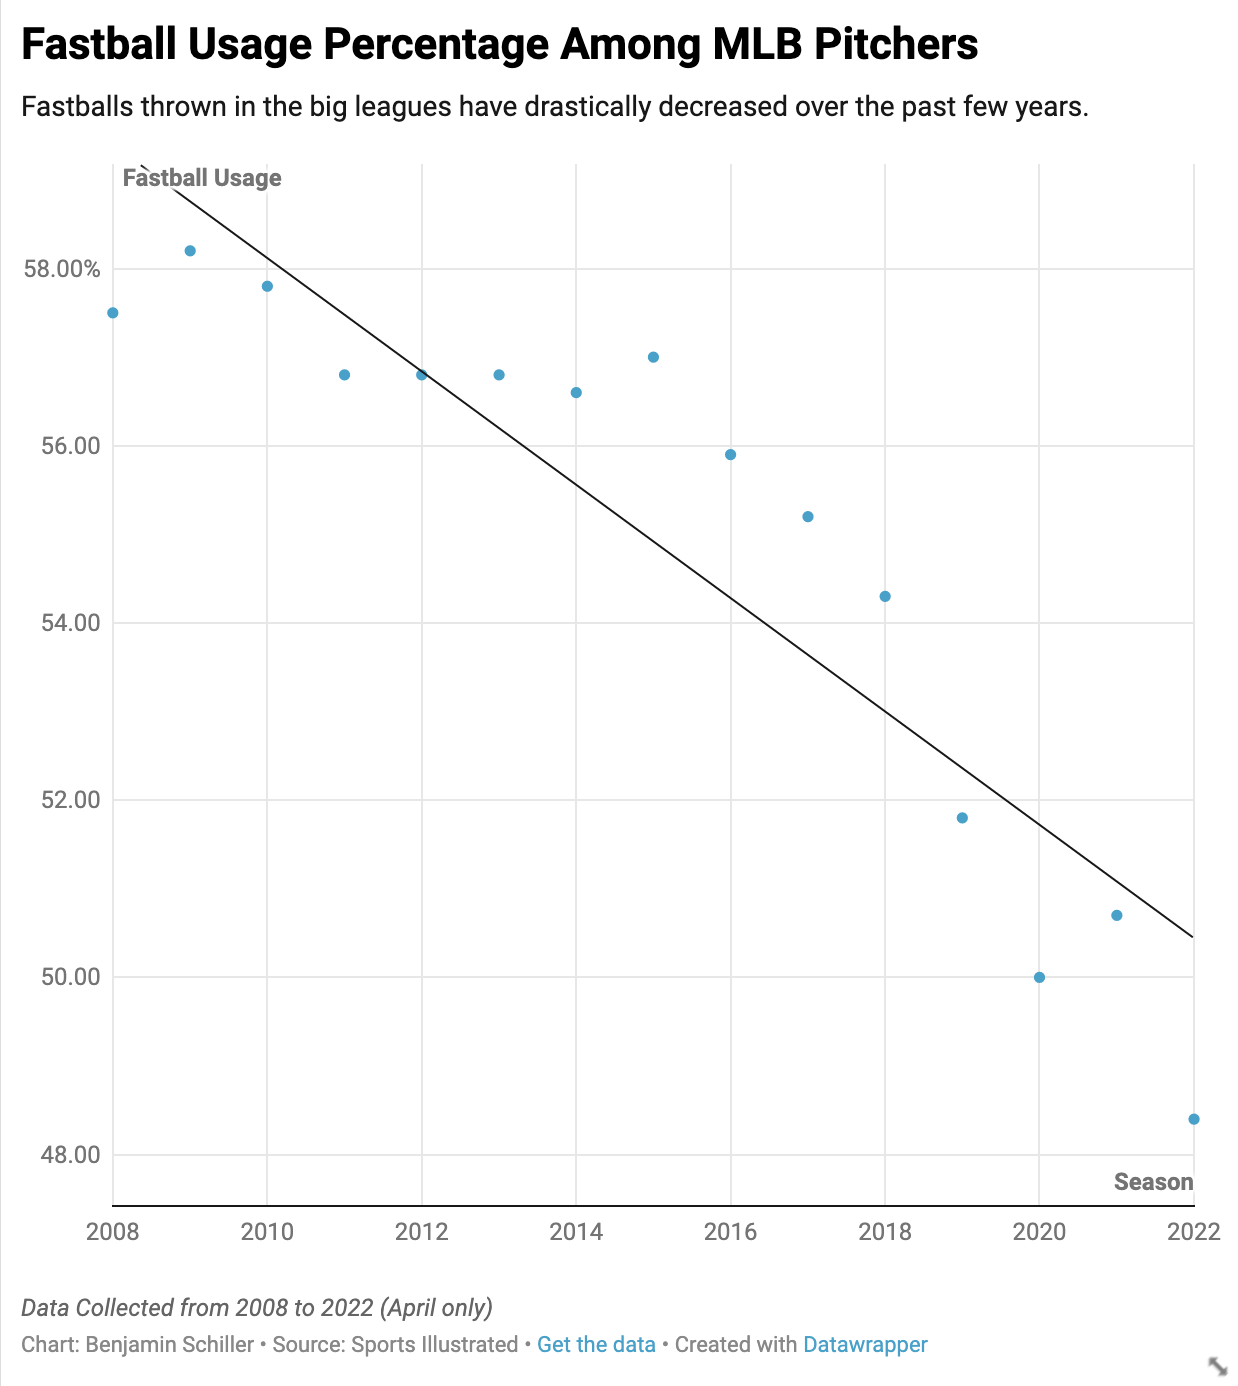 Fastball Usage Percentage Among MLB Pitchers
Fastballs thrown in the big leagues have drastically decreased over the past few years.
Fastball Usage
58.00%
56.00
54.00
52.00
50.00
48.00
Season
2008 2010 2012 2014 2016 2018 2020 2022
Data Collected from 2008 to 2022 (April only)
Chart: Benjamin Schiller • Source: Sports Illustrated • Get the data • Created with Datawrapper